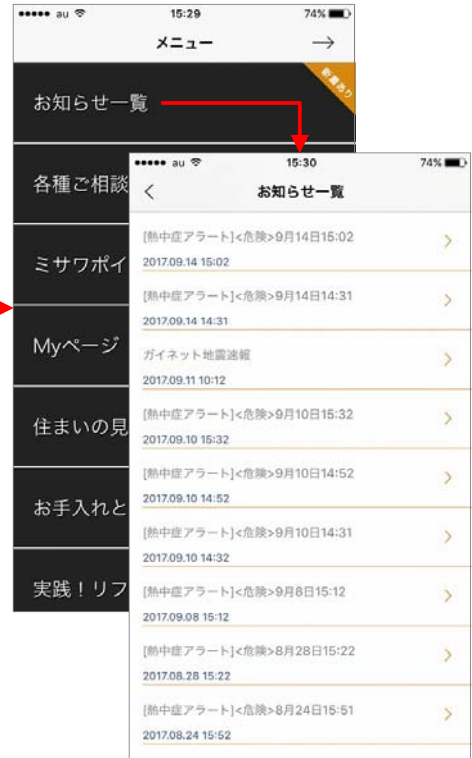 au 15:29 74%
メニュー
新着あり
お知らせ一覧
各種ご相談
ミサワポイ
Myページ
住まいの見
お手入れと
実践！リフ
au 15:30 74%
お知らせ一覧
[熱中症アラート]<危険>9月14日15:02
2017.09.14 15:02
[熱中症アラート]<危険>9月14日14:31
2017.09.14 14:31
ガイネット地震速報
2017.09.11 10:12
[熱中症アラート]<危険>9月10日15:32
2017.09.10 15:32
[熱中症アラート]<危険>9月10日14:52
2017.09.10 14:52
[熱中症アラート]<危険>9月10日14:31
2017.09.10 14:32
[熱中症アラート]<危険>9月8日15:12
2017.09.08 15:12
[熱中症アラート]<危険>8月28日15:22
2017.08.28 15:22
[熱中症アラート]<危険>8月24日15:51
2017.08.24 15:52